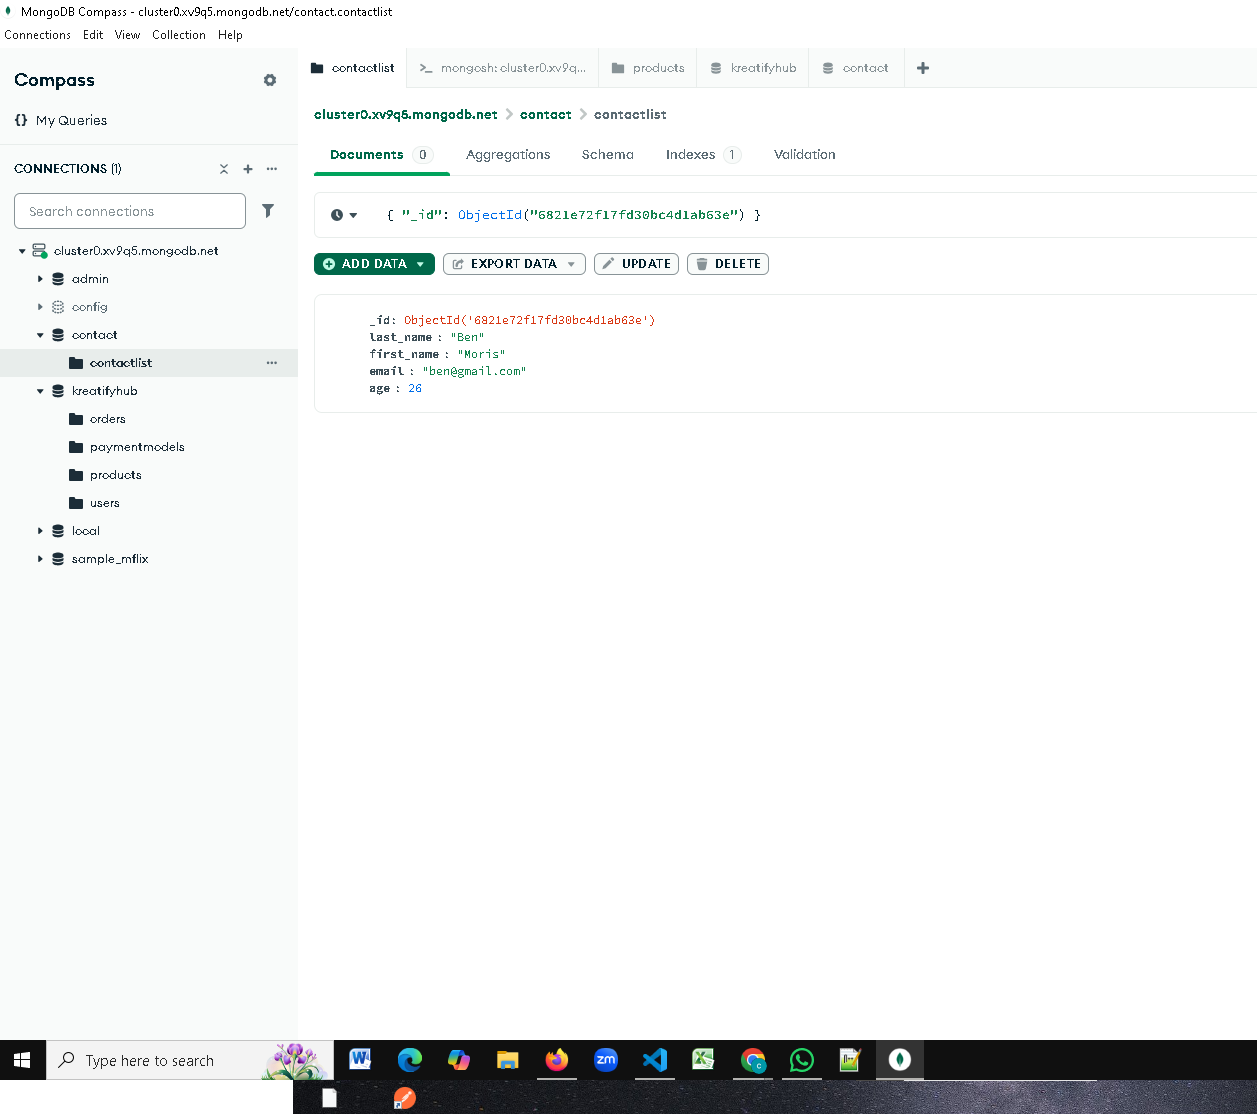 MongoDB Compass - cluster0.xv9q5.mongodb.net/contact.contactlist
Connections Edit View Collection Help
Compass
{} My Queries
CONNECTIONS (1)
Search connections
cluster0.xv9q5.mongodb.net
admin
config
contact
contactlist
kreatifyhub
orders
paymentmodels
products
users
local
sample_mflix
contactlist >_ mongosh: cluster0.xv9q... products kreatifyhub contact
cluster0.xv9q5.mongodb.net > contact > contactlist
Documents 0 Aggregations Schema Indexes 1 Validation
{ "_id": ObjectId("6821e72f17fd30bc4d1ab63e") }
ADD DATA EXPORT DATA UPDATE DELETE
_id: ObjectId('6821e72f17fd30bc4d1ab63e')
last_name : "Ben"
first_name : "Moris"
email : "ben@gmail.com"
age : 26
Type here to search
zm